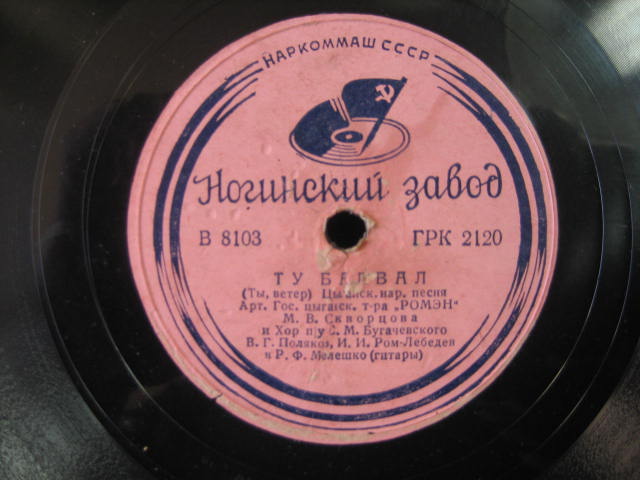 НАРКОММАШ СССР
Ногинский завод
В 8103 ГРК 2120
ТУ БАЛВАЛ
(Ты, ветер) Цыганск. нар. песня
Арт. Гос. цыганск. т-ра „РОМЭН“
М. В. Скворцова
и Хор п/у С. М. Бугачевского
В. Г. Поляков, И. И. Ром-Лебедев
и Р. Ф. Мелешко (гитары)